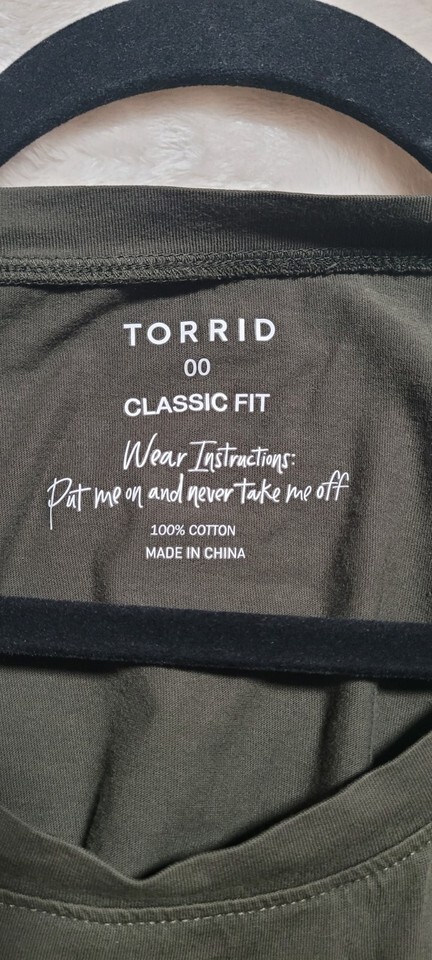 TORRID
00
CLASSIC FIT
Wear Instructions:
Put me on and never take me off
100% COTTON
MADE IN CHINA